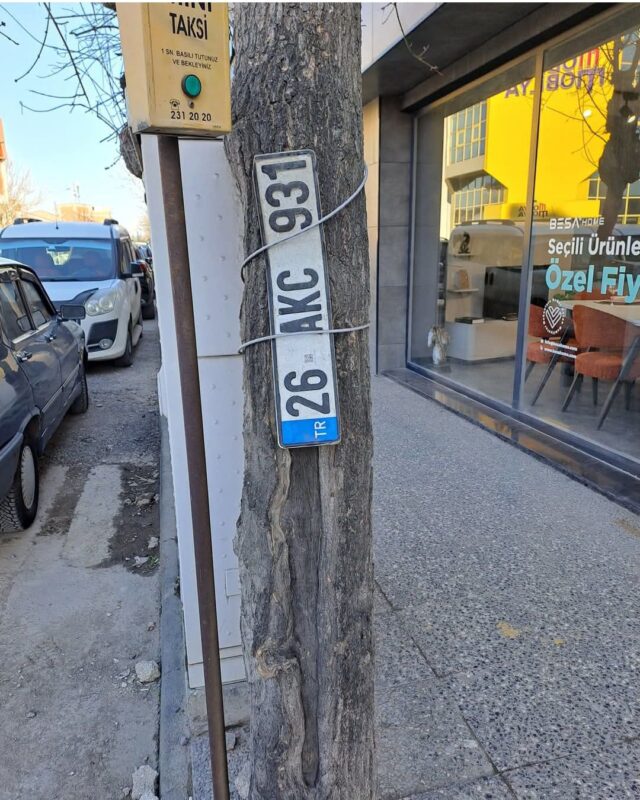 TAKSİ
1 SN. BASILI TUTUNUZ
VE BEKLEYİNİZ
231 20 20
26 AKC 931
TR
BESA HOME
Seçili Ürünle
Özel Fiy